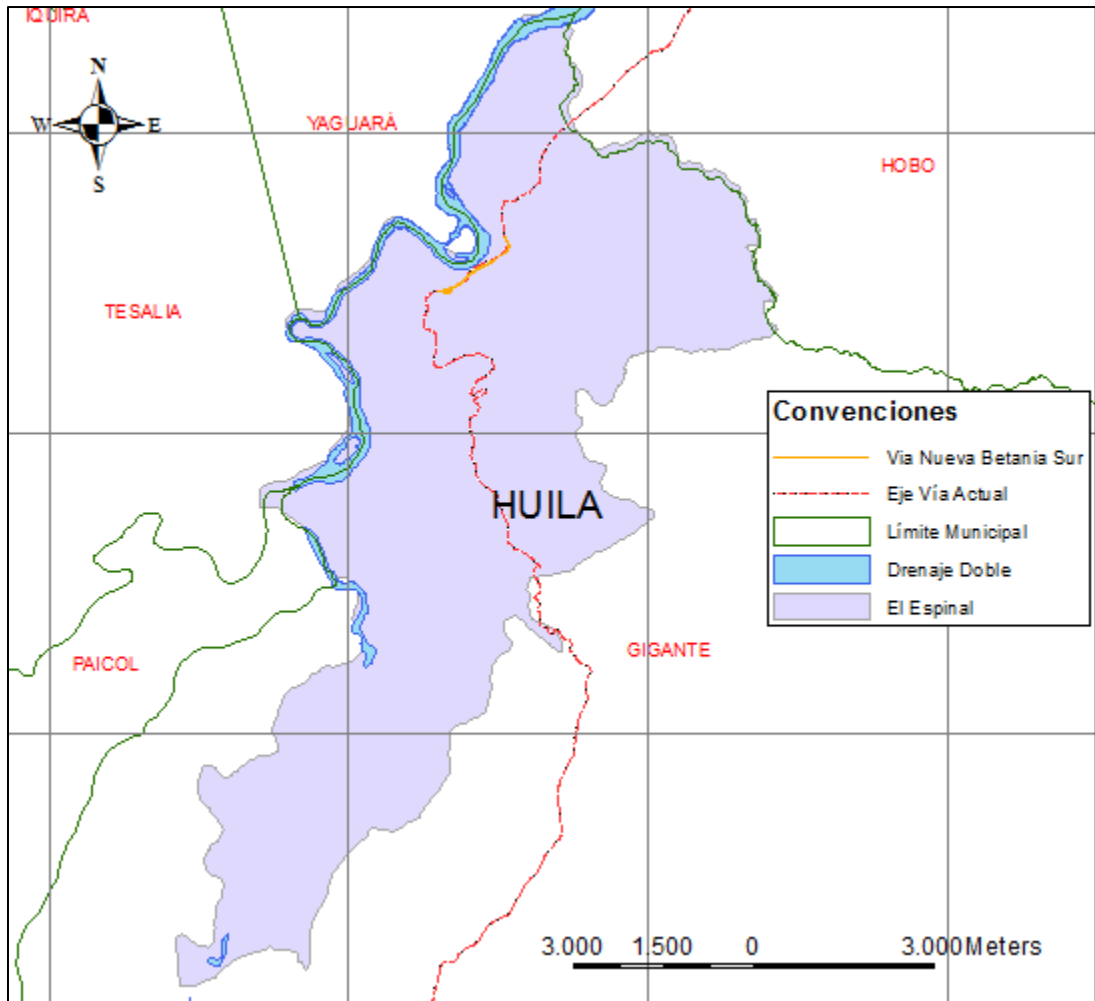 IQUIRA
N
W E
S
YAGUARÁ
HOBO
TESALIA
Convenciones
Via Nueva Betania Sur
Eje Vía Actual
Límite Municipal
Drenaje Doble
El Espinal
HUILA
PAICOL
GIGANTE
3.000 1.500 0 3.000 Meters